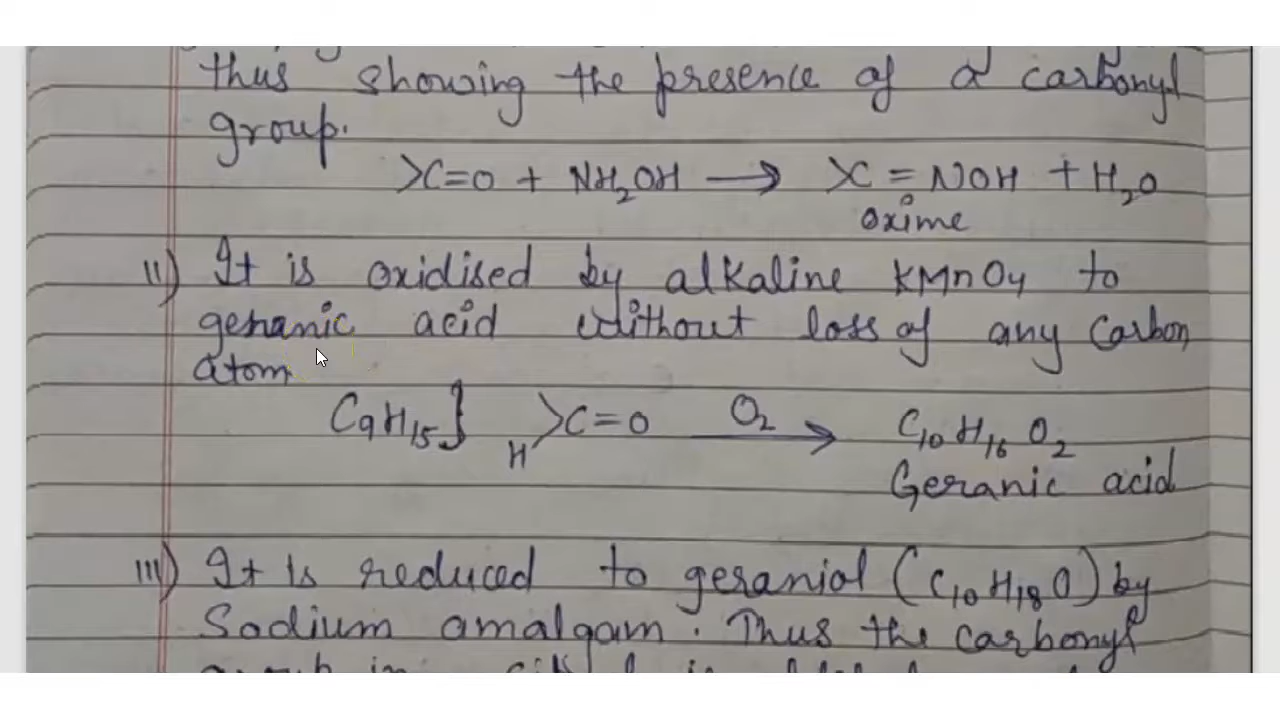 thus showing the presence of a carbonyl
group.
>C=O + NH₂OH → >C=NOH + H₂O
oxime
II) It is oxidised by alkaline KMnO4 to
geranic acid without loss of any Carbon
atom
C9H15} H >C=O O₂ → C10H16O2
Geranic acid
III) It is reduced to geraniol (C10H18O) by
Sodium amalgam. Thus the carbonyl